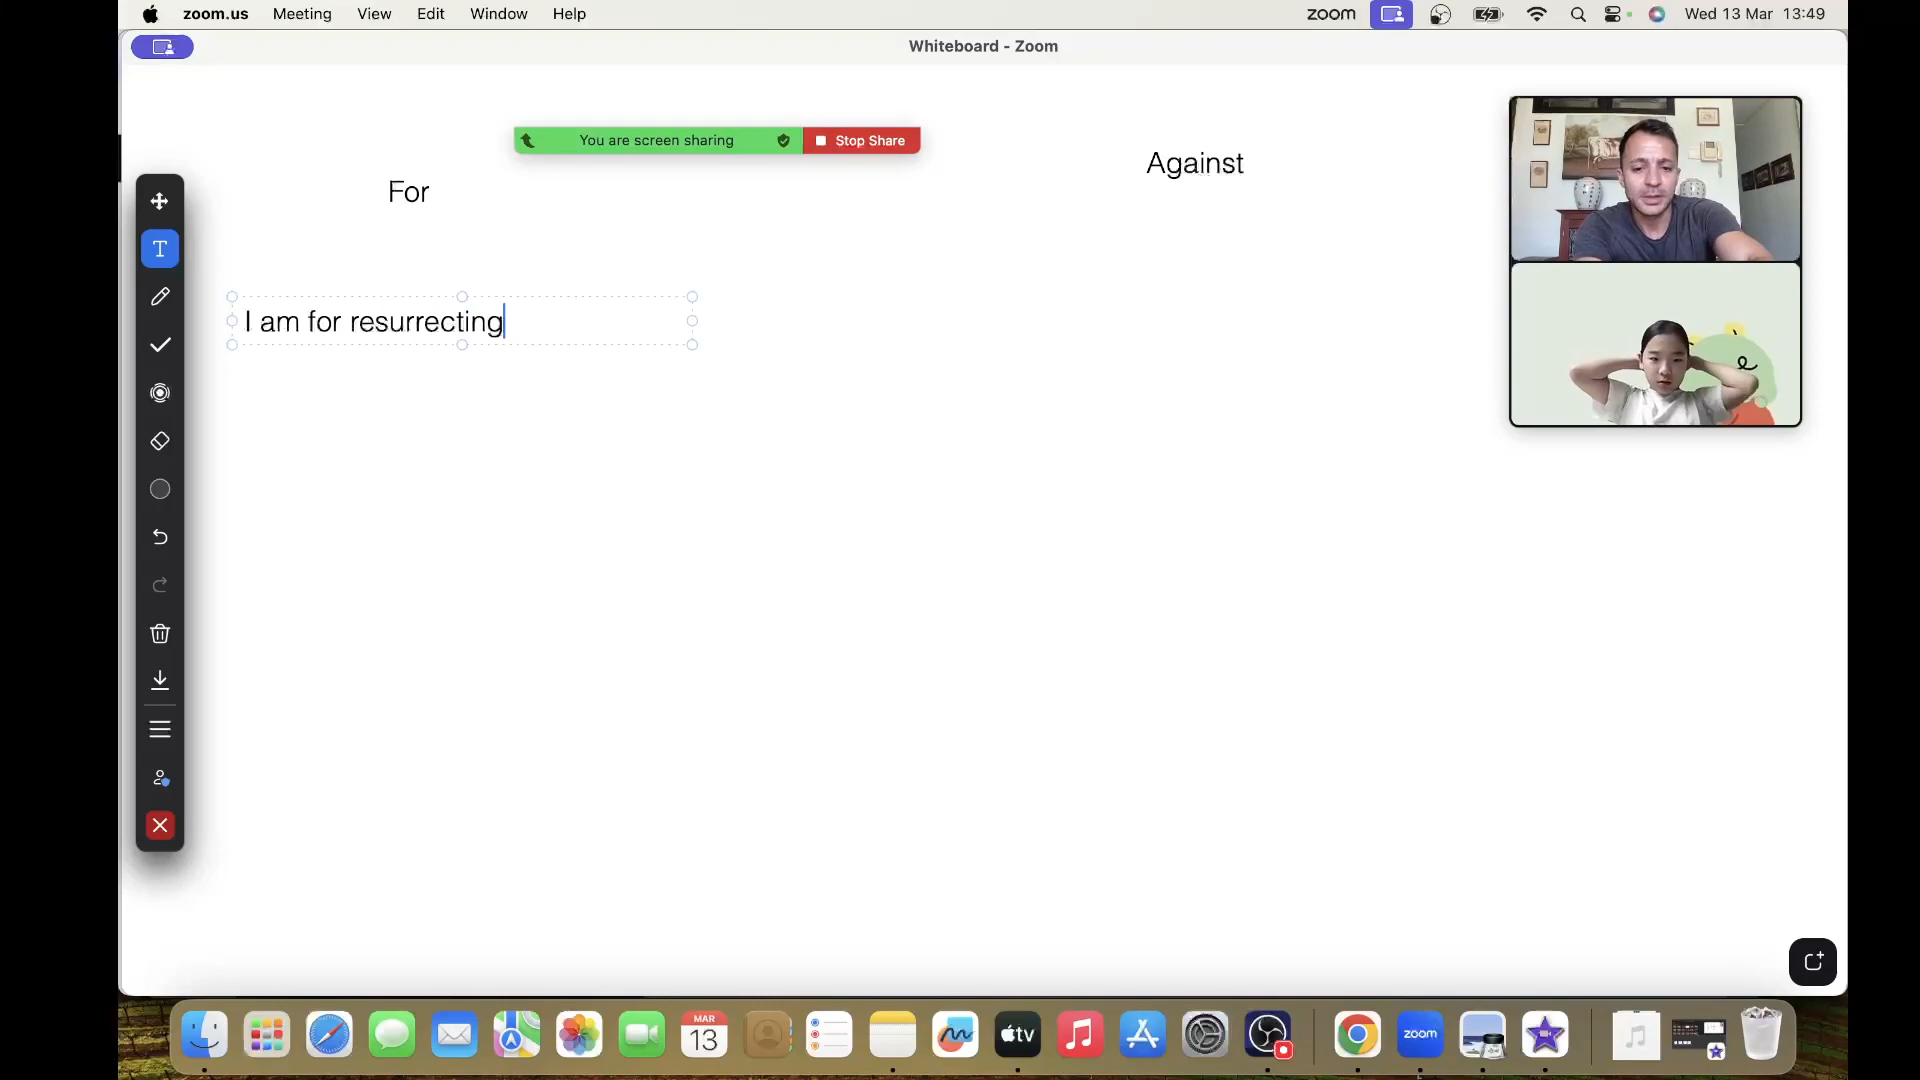 zoom.us Meeting View Edit Window Help
zoom
Wed 13 Mar 13:49
Whiteboard - Zoom
You are screen sharing
Stop Share
Against
For
T
I am for resurrecting
MAR
13
tv
zoom